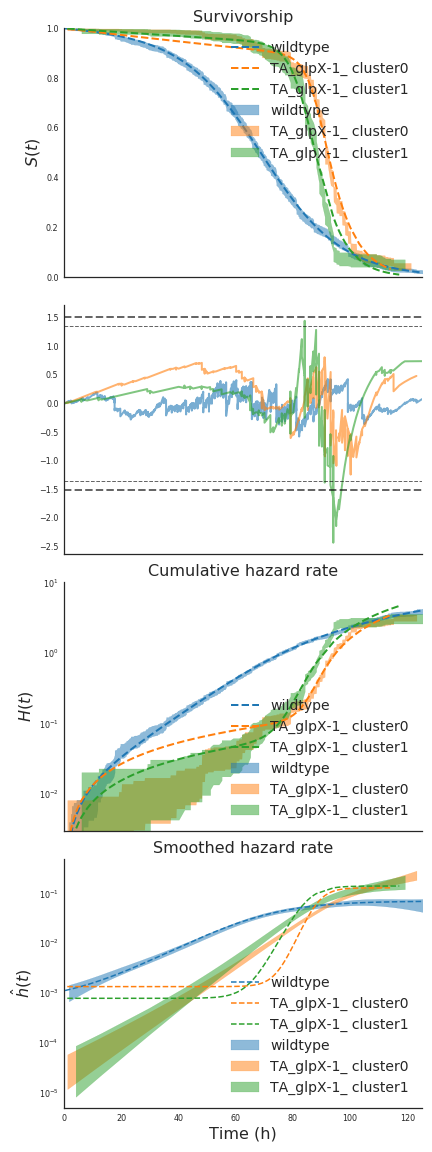 Survivorship
1.0
0.8
0.6
0.4
0.2
0.0
S(t)
wildtype
TA_glpX-1_ cluster0
TA_glpX-1_ cluster1
wildtype
TA_glpX-1_ cluster0
TA_glpX-1_ cluster1
1.5
1.0
0.5
0.0
−0.5
−1.0
−1.5
−2.0
−2.5
Cumulative hazard rate
10¹
10⁰
10⁻¹
10⁻²
H(t)
wildtype
TA_glpX-1_ cluster0
TA_glpX-1_ cluster1
wildtype
TA_glpX-1_ cluster0
TA_glpX-1_ cluster1
Smoothed hazard rate
10⁻¹
10⁻²
10⁻³
10⁻⁴
10⁻⁵
ĥ(t)
wildtype
TA_glpX-1_ cluster0
TA_glpX-1_ cluster1
wildtype
TA_glpX-1_ cluster0
TA_glpX-1_ cluster1
0 20 40 60 80 100 120
Time (h)